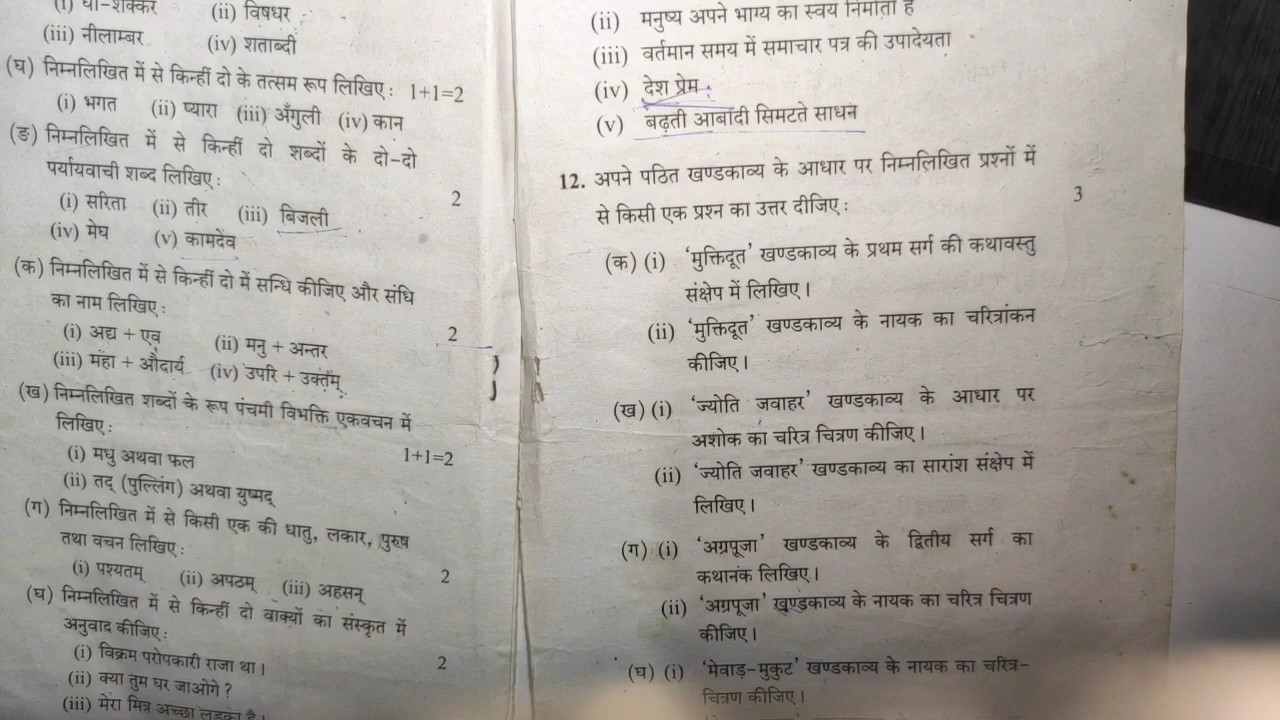 (i) घी-शक्कर (ii) विषधर
(iii) नीलाम्बर (iv) शताब्दी
(घ) निम्नलिखित में से किन्हीं दो के तत्सम रूप लिखिए : 1+1=2
(i) भगत (ii) प्यारा (iii) अँगुली (iv) कान
(ङ) निम्नलिखित में से किन्हीं दो शब्दों के दो-दो
पर्यायवाची शब्द लिखिए : 2
(i) सरिता (ii) तीर (iii) बिजली
(iv) मेघ (v) कामदेव
(क) निम्नलिखित में से किन्हीं दो में सन्धि कीजिए और संधि
का नाम लिखिए : 2
(i) अद्य + एव (ii) मनु + अन्तर
(iii) महा + औदार्य (iv) उपरि + उक्तम्
(ख) निम्नलिखित शब्दों के रूप पंचमी विभक्ति एकवचन में
लिखिए : 1+1=2
(i) मधु अथवा फल
(ii) तद् (पुल्लिंग) अथवा युष्मद्
(ग) निम्नलिखित में से किसी एक की धातु, लकार, पुरुष
तथा वचन लिखिए : 2
(i) पश्यतम् (ii) अपठम् (iii) अहसन्
(घ) निम्नलिखित में से किन्हीं दो वाक्यों का संस्कृत में
अनुवाद कीजिए : 2
(i) विक्रम परोपकारी राजा था।
(ii) क्या तुम घर जाओगे ?
(iii) मेरा मित्र अच्छा लड़का है।
(ii) मनुष्य अपने भाग्य का स्वयं निर्माता है
(iii) वर्तमान समय में समाचार पत्र की उपादेयता
(iv) देश प्रेम
(v) बढ़ती आबादी सिमटते साधन
12. अपने पठित खण्डकाव्य के आधार पर निम्नलिखित प्रश्नों में
से किसी एक प्रश्न का उत्तर दीजिए : 3
(क) (i) ‘मुक्तिदूत’ खण्डकाव्य के प्रथम सर्ग की कथावस्तु
संक्षेप में लिखिए।
(ii) ‘मुक्तिदूत’ खण्डकाव्य के नायक का चरित्रांकन
कीजिए।
(ख) (i) ‘ज्योति जवाहर’ खण्डकाव्य के आधार पर
अशोक का चरित्र चित्रण कीजिए।
(ii) ‘ज्योति जवाहर’ खण्डकाव्य का सारांश संक्षेप में
लिखिए।
(ग) (i) ‘अग्रपूजा’ खण्डकाव्य के द्वितीय सर्ग का
कथानक लिखिए।
(ii) ‘अग्रपूजा’ खण्डकाव्य के नायक का चरित्र चित्रण
कीजिए।
(घ) (i) ‘मेवाड़-मुकुट’ खण्डकाव्य के नायक का चरित्र-
चित्रण कीजिए।